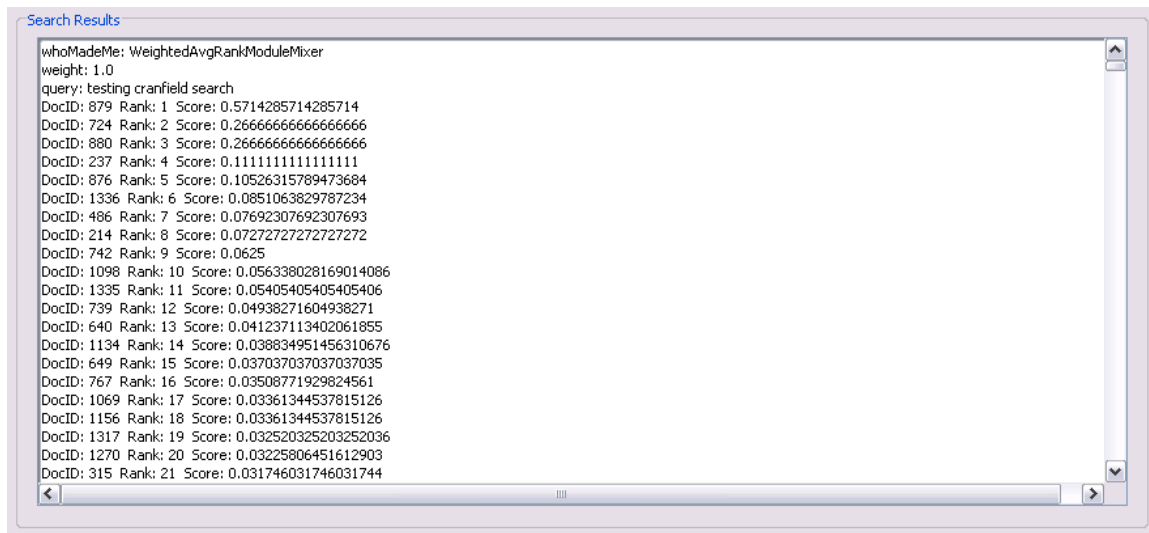 Search Results
whoMadeMe: WeightedAvgRankModuleMixer
weight: 1.0
query: testing cranfield search
DocID: 879 Rank: 1 Score: 0.5714285714285714
DocID: 724 Rank: 2 Score: 0.26666666666666666
DocID: 880 Rank: 3 Score: 0.26666666666666666
DocID: 237 Rank: 4 Score: 0.1111111111111111
DocID: 876 Rank: 5 Score: 0.10526315789473684
DocID: 1336 Rank: 6 Score: 0.0851063829787234
DocID: 486 Rank: 7 Score: 0.07692307692307693
DocID: 214 Rank: 8 Score: 0.07272727272727272
DocID: 742 Rank: 9 Score: 0.0625
DocID: 1098 Rank: 10 Score: 0.056338028169014086
DocID: 1335 Rank: 11 Score: 0.05405405405405406
DocID: 739 Rank: 12 Score: 0.04938271604938271
DocID: 640 Rank: 13 Score: 0.041237113402061855
DocID: 1134 Rank: 14 Score: 0.038834951456310676
DocID: 649 Rank: 15 Score: 0.037037037037037035
DocID: 767 Rank: 16 Score: 0.03508771929824561
DocID: 1069 Rank: 17 Score: 0.03361344537815126
DocID: 1156 Rank: 18 Score: 0.03361344537815126
DocID: 1317 Rank: 19 Score: 0.032520325203252036
DocID: 1270 Rank: 20 Score: 0.03225806451612903
DocID: 315 Rank: 21 Score: 0.031746031746031744